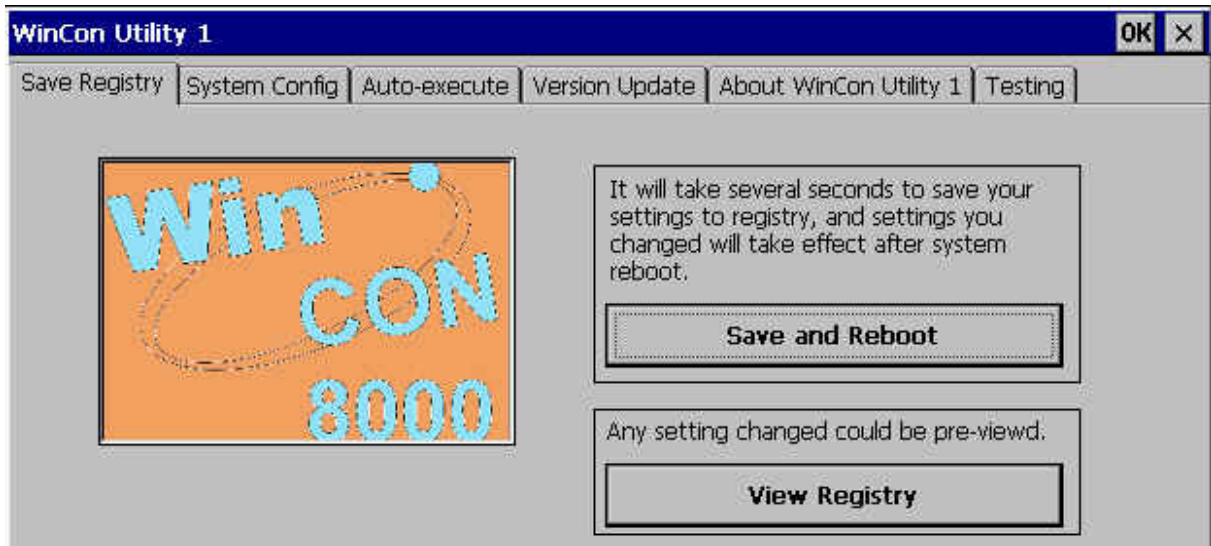 WinCon Utility 1 OK ×
Save Registry System Config Auto-execute Version Update About WinCon Utility 1 Testing
Win
CON
8000
It will take several seconds to save your
settings to registry, and settings you
changed will take effect after system
reboot.
Save and Reboot
Any setting changed could be pre-viewd.
View Registry